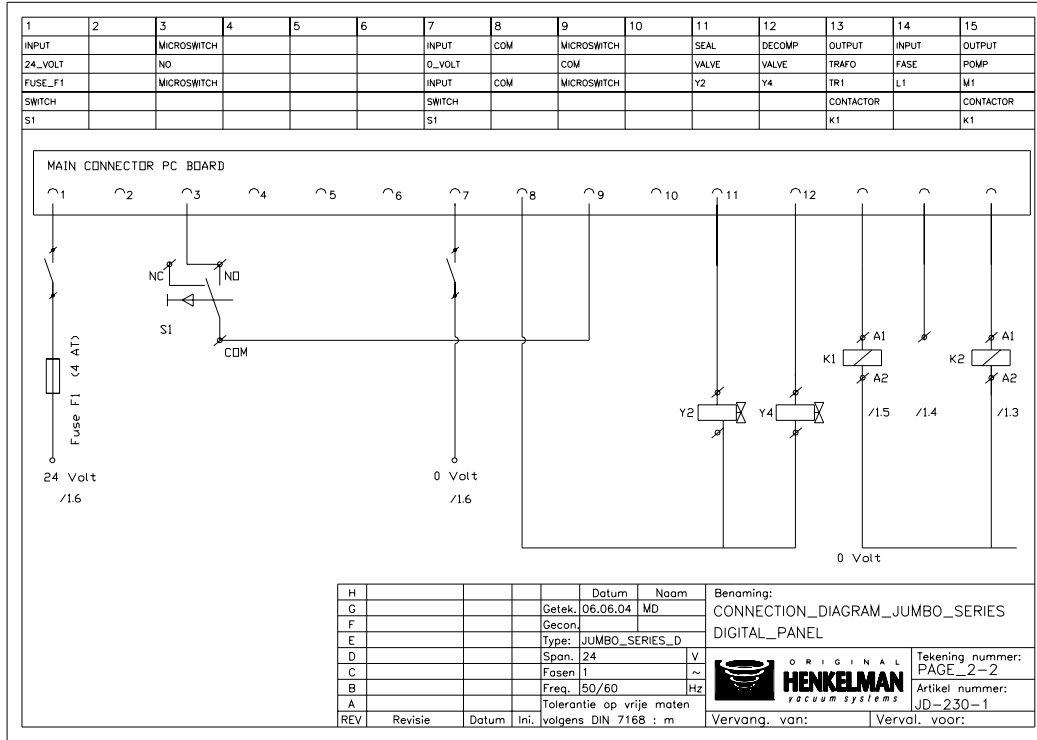 1 2 3 4 5 6 7 8 9 10 11 12 13 14 15
INPUT MICROSWITCH INPUT COM MICROSWITCH SEAL DECOMP OUTPUT INPUT OUTPUT
24_VOLT NO 0_VOLT COM VALVE VALVE TRAFO FASE POMP
FUSE_F1 MICROSWITCH INPUT COM MICROSWITCH Y2 Y4 TR1 L1 M1
SWITCH SWITCH CONTACTOR CONTACTOR
S1 S1 K1 K1
MAIN CONNECTOR PC BOARD
1 2 3 4 5 6 7 8 9 10 11 12
NC NO
S1
COM
Fuse F1 (4 AT)
24 Volt
/1.6
0 Volt
/1.6
Y2 Y4
K1 A1 A2
/1.5 /1.4
K2 A1 A2
/1.3
0 Volt
H Datum Naam Benaming:
G Getek. 06.06.04 MD CONNECTION_DIAGRAM_JUMBO_SERIES
F Gecon.
E Type: JUMBO_SERIES_D DIGITAL_PANEL
D Span. 24 V
C Fasen 1 ~
B Freq. 50/60 Hz
A Tolerantie op vrije maten
REV Revisie Datum Ini. volgens DIN 7168 : m
ORIGINAL
HENKELMAN
vacuum systems
Tekening nummer:
PAGE_2-2
Artikel nummer:
JD-230-1
Vervang. van: Verval. voor: